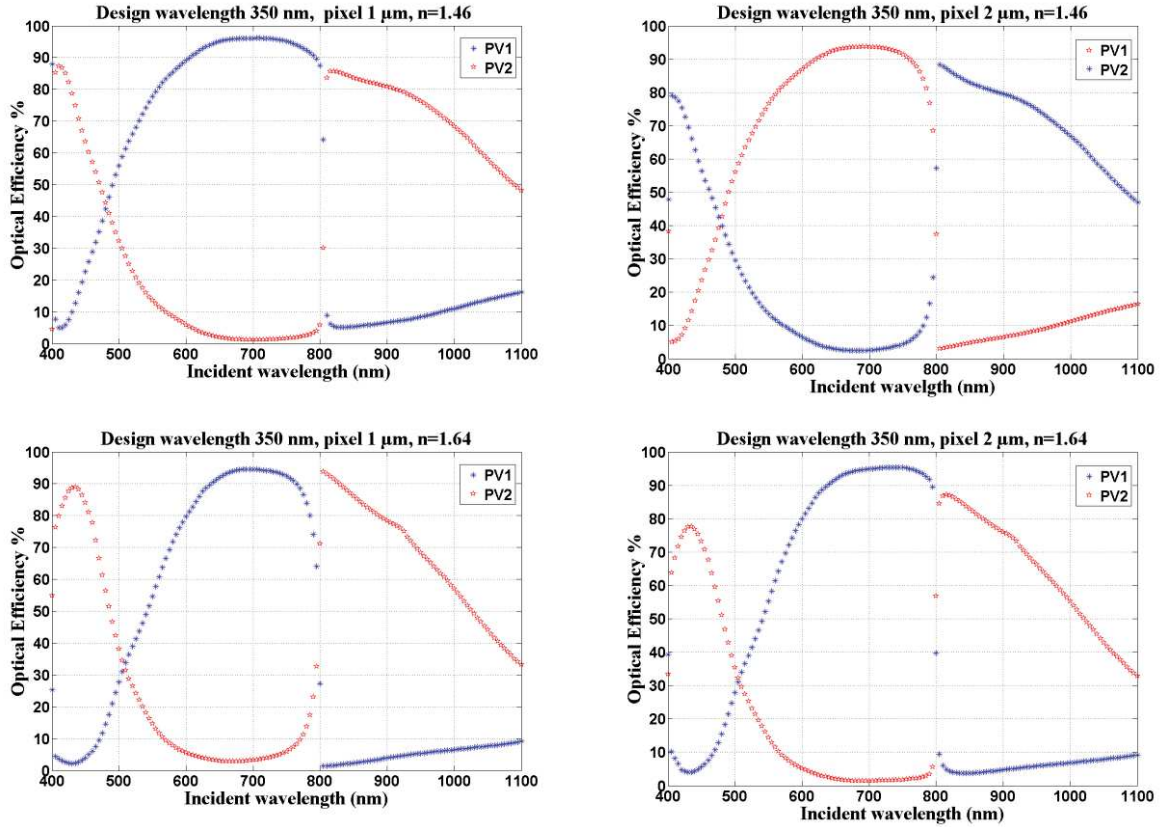 Design wavelength 350 nm, pixel 1 µm, n=1.46
Optical Efficiency %
100
90
80
70
60
50
40
30
20
10
0
PV1
PV2
400 500 600 700 800 900 1000 1100
Incident wavelength (nm)
Design wavelength 350 nm, pixel 2 µm, n=1.46
Optical Efficiency %
100
90
80
70
60
50
40
30
20
10
0
PV1
PV2
400 500 600 700 800 900 1000 1100
Incident wavelgth (nm)
Design wavelength 350 nm, pixel 1 µm, n=1.64
Optical Efficiency %
100
90
80
70
60
50
40
30
20
10
0
PV1
PV2
400 500 600 700 800 900 1000 1100
Incident wavelength (nm)
Design wavelength 350 nm, pixel 2 µm, n=1.64
Optical Efficiency %
100
90
80
70
60
50
40
30
20
10
0
PV1
PV2
400 500 600 700 800 900 1000 1100
Incident wavelength (nm)